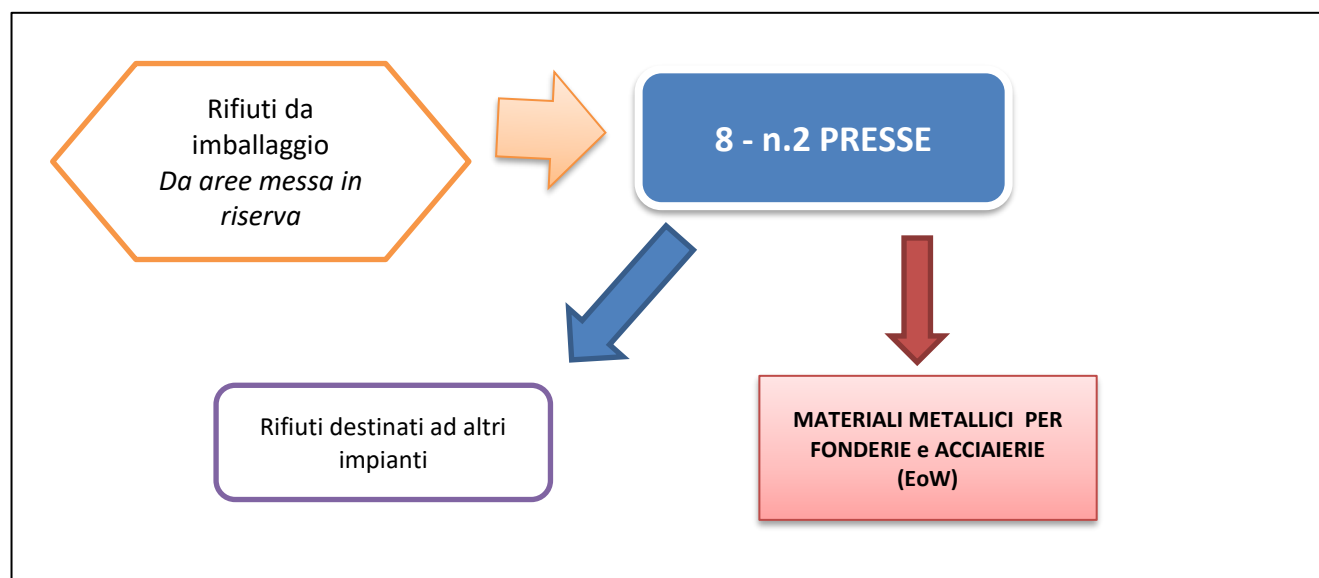 Rifiuti da
imballaggio
Da aree messa in
riserva
8 - n.2 PRESSE
Rifiuti destinati ad altri
impianti
MATERIALI METALLICI PER
FONDERIE e ACCIAIERIE
(EoW)